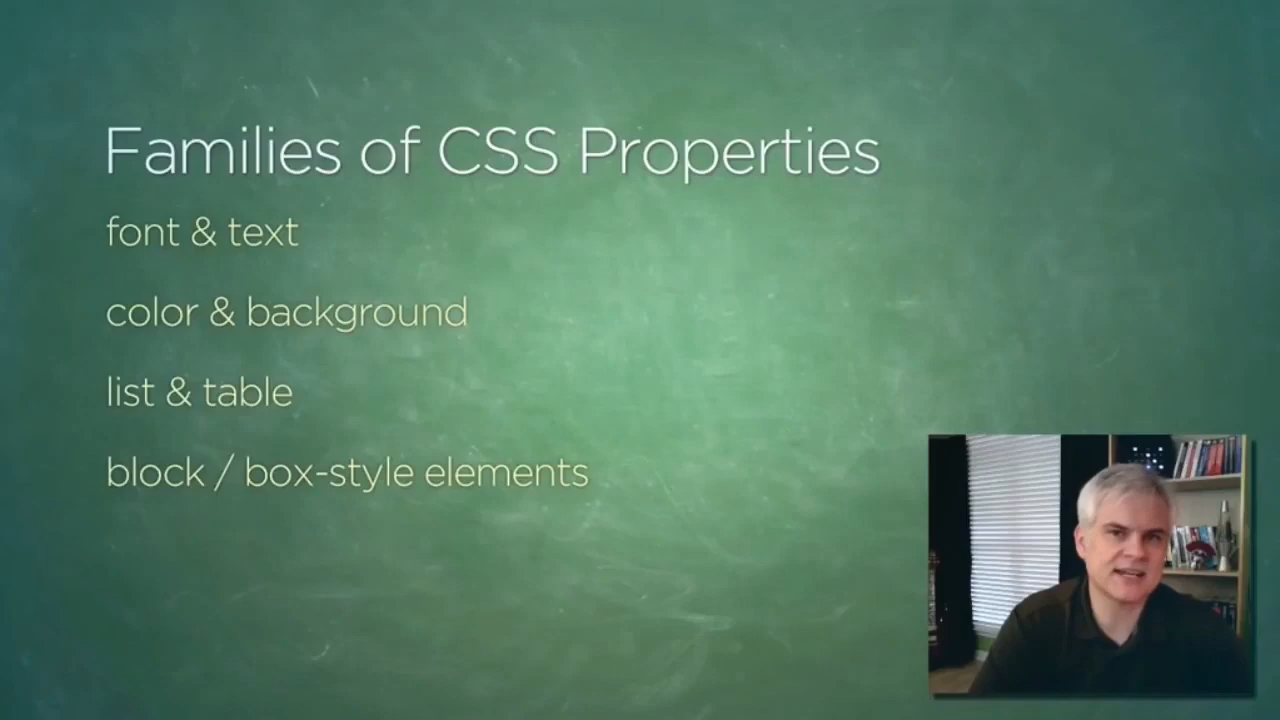 Families of CSS Properties
font & text
color & background
list & table
block / box-style elements